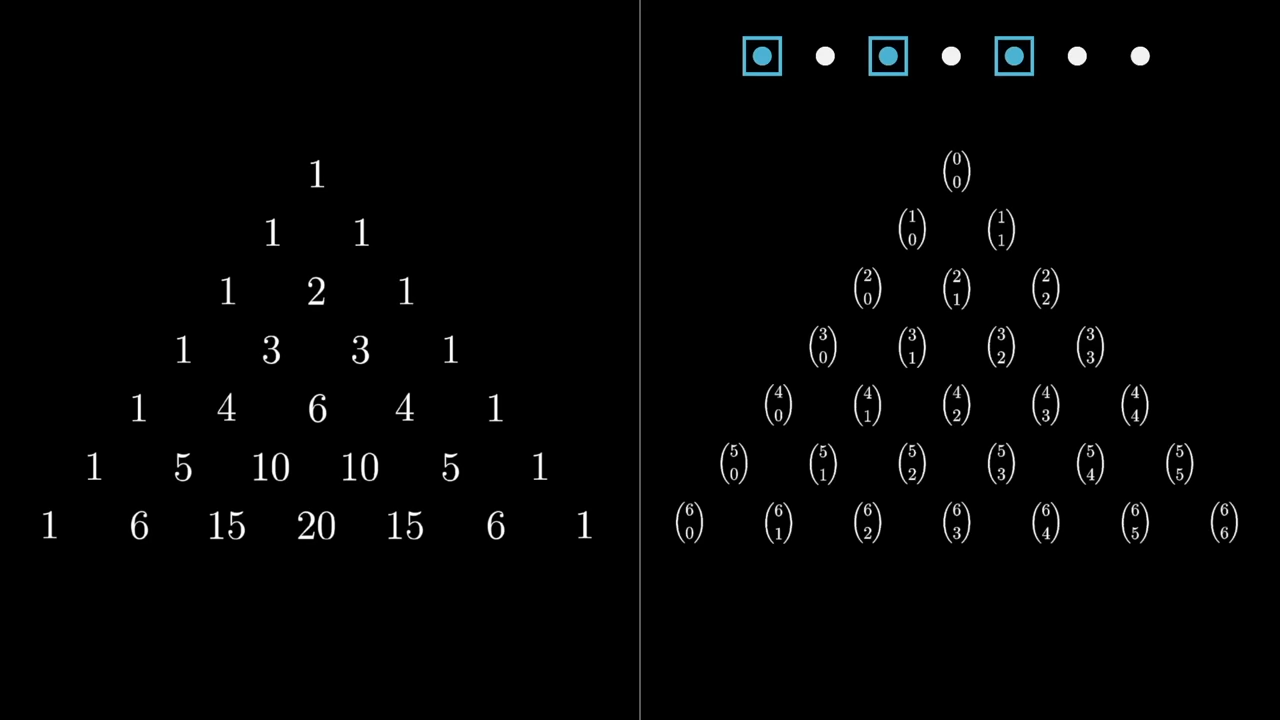 1
1 1
1 2 1
1 3 3 1
1 4 6 4 1
1 5 10 10 5 1
1 6 15 20 15 6 1
(0 0)
(1 0) (1 1)
(2 0) (2 1) (2 2)
(3 0) (3 1) (3 2) (3 3)
(4 0) (4 1) (4 2) (4 3) (4 4)
(5 0) (5 1) (5 2) (5 3) (5 4) (5 5)
(6 0) (6 1) (6 2) (6 3) (6 4) (6 5) (6 6)